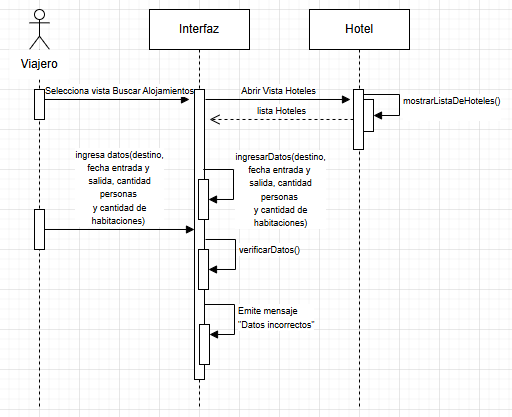 Viajero
Interfaz
Hotel
Selecciona vista Buscar Alojamientos
Abrir Vista Hoteles
mostrarListaDeHoteles()
lista Hoteles
ingresa datos(destino,
fecha entrada y
salida, cantidad
personas
y cantidad de
habitaciones)
ingresarDatos(destino,
fecha entrada y
salida, cantidad
personas
y cantidad de
habitaciones)
verificarDatos()
Emite mensaje
"Datos incorrectos"